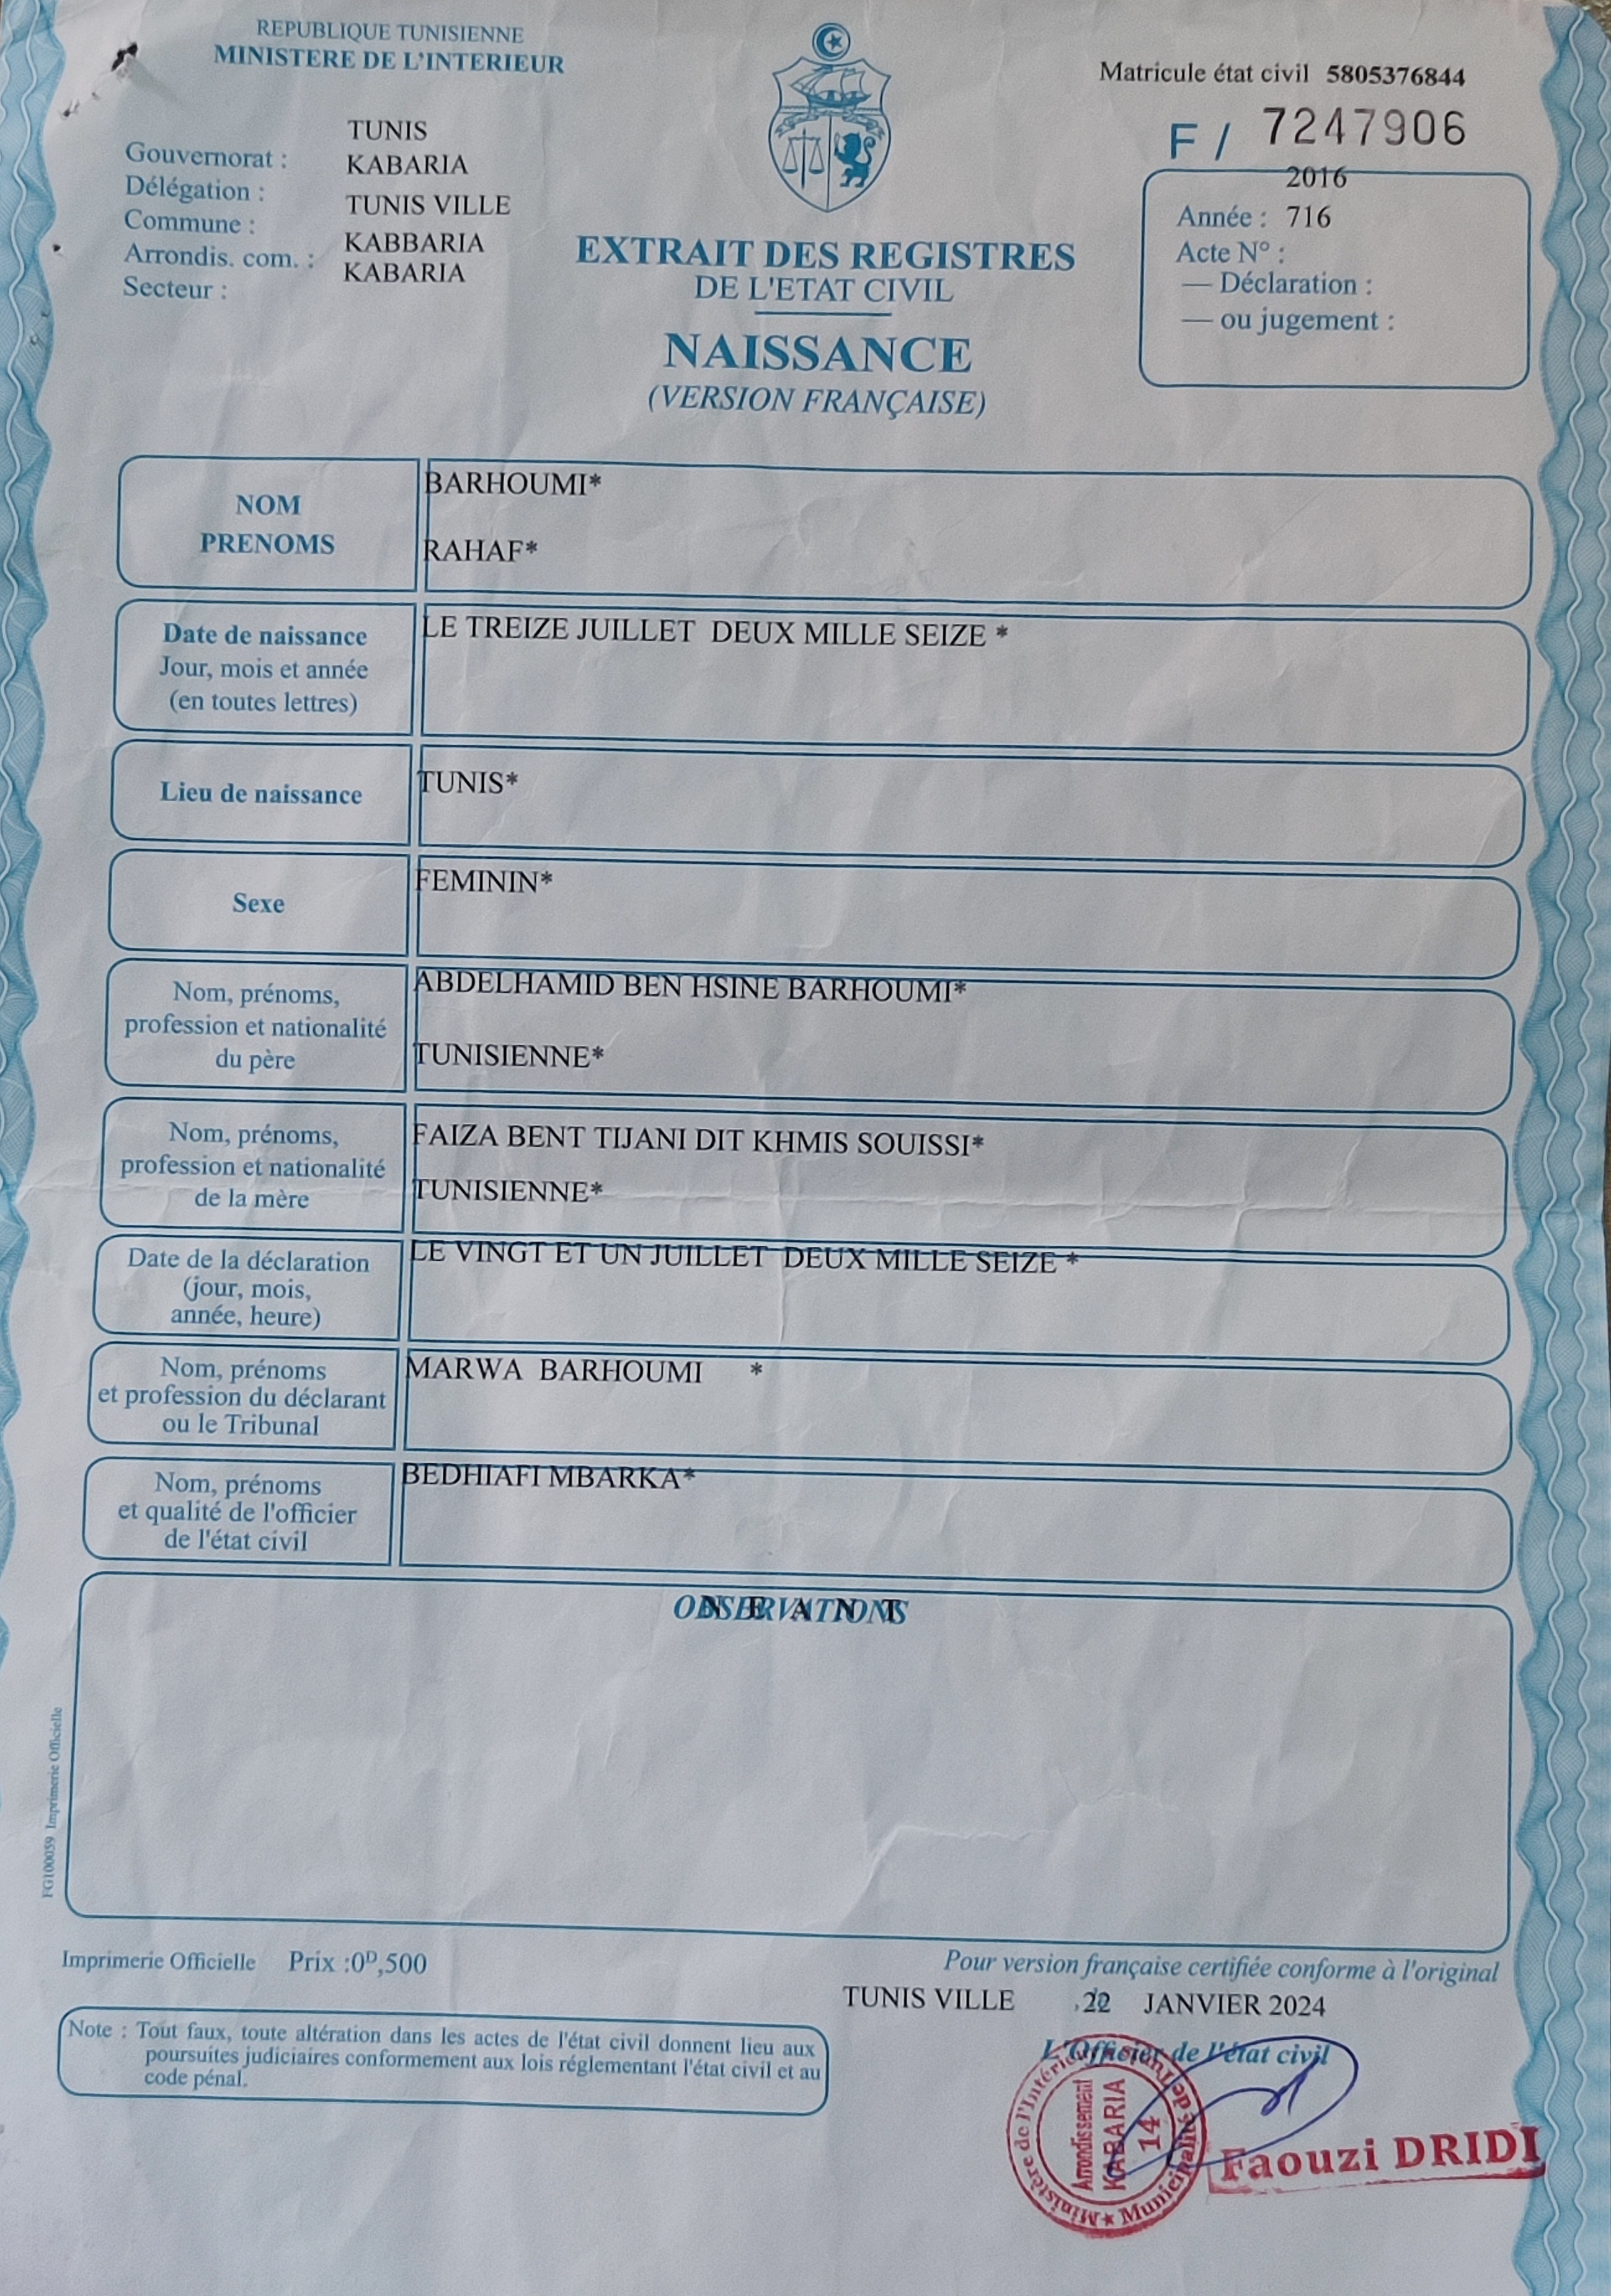 REPUBLIQUE TUNISIENNE
MINISTERE DE L'INTERIEUR
Matricule état civil 5805376844
F / 7247906
Gouvernorat : TUNIS
Délégation : KABARIA
Commune : TUNIS VILLE
Arrondis. com. : KABBARIA
Secteur : KABARIA
2016
Année : 716
Acte N° :
— Déclaration :
— ou jugement :
EXTRAIT DES REGISTRES
DE L'ETAT CIVIL
NAISSANCE
(VERSION FRANÇAISE)
NOM
PRENOMS
BARHOUMI*
RAHAF*
Date de naissance
Jour, mois et année
(en toutes lettres)
LE TREIZE JUILLET DEUX MILLE SEIZE *
Lieu de naissance
TUNIS*
Sexe
FEMININ*
Nom, prénoms,
profession et nationalité
du père
ABDELHAMID BEN HSINE BARHOUMI*
TUNISIENNE*
Nom, prénoms,
profession et nationalité
de la mère
FAIZA BENT TIJANI DIT KHMIS SOUISSI*
TUNISIENNE*
Date de la déclaration
(jour, mois,
année, heure)
LE VINGT ET UN JUILLET DEUX MILLE SEIZE *
Nom, prénoms
et profession du déclarant
ou le Tribunal
MARWA BARHOUMI *
Nom, prénoms
et qualité de l'officier
de l'état civil
BEDHIAFI MBARKA*
OBSERVATIONS
N E A N T
FG100059 Imprimerie Officielle
Imprimerie Officielle Prix :0ᴰ,500
Pour version française certifiée conforme à l'original
TUNIS VILLE ,22 JANVIER 2024
L'Officier de l'état civil
Note : Tout faux, toute altération dans les actes de l'état civil donnent lieu aux
poursuites judiciaires conformement aux lois réglementant l'état civil et au
code pénal.
Ministère de l'Intérieur ★ Municipalité de Tunis
Arrondissement
KABARIA
14
Faouzi DRIDI